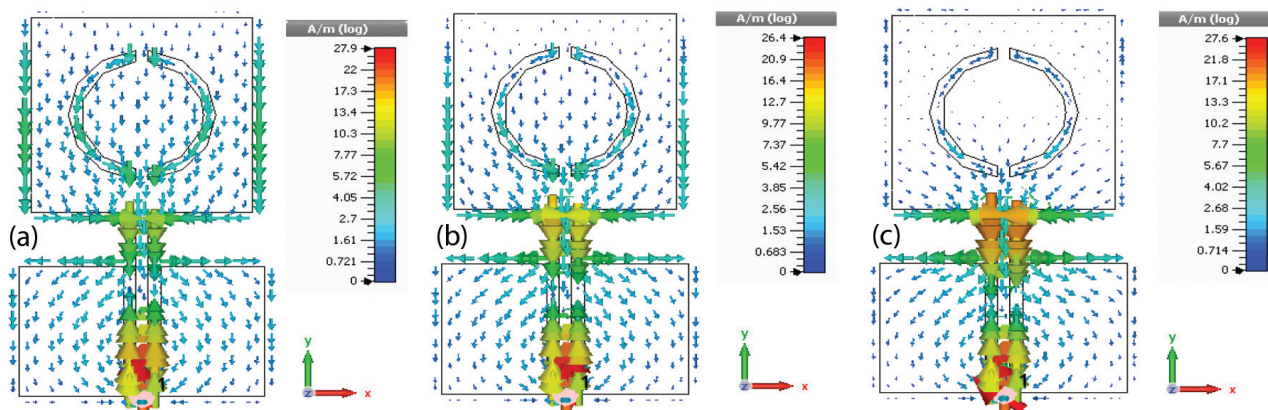 A/m (log)
27.9
22
17.3
13.4
10.3
7.77
5.72
4.05
2.7
1.61
0.721
0
(a)
1
y
z
x
A/m (log)
26.4
20.9
16.4
12.7
9.77
7.37
5.42
3.85
2.56
1.53
0.683
0
(b)
1
y
z
x
A/m (log)
27.6
21.8
17.1
13.3
10.2
7.7
5.67
4.02
2.68
1.59
0.714
0
(c)
1
y
z
x